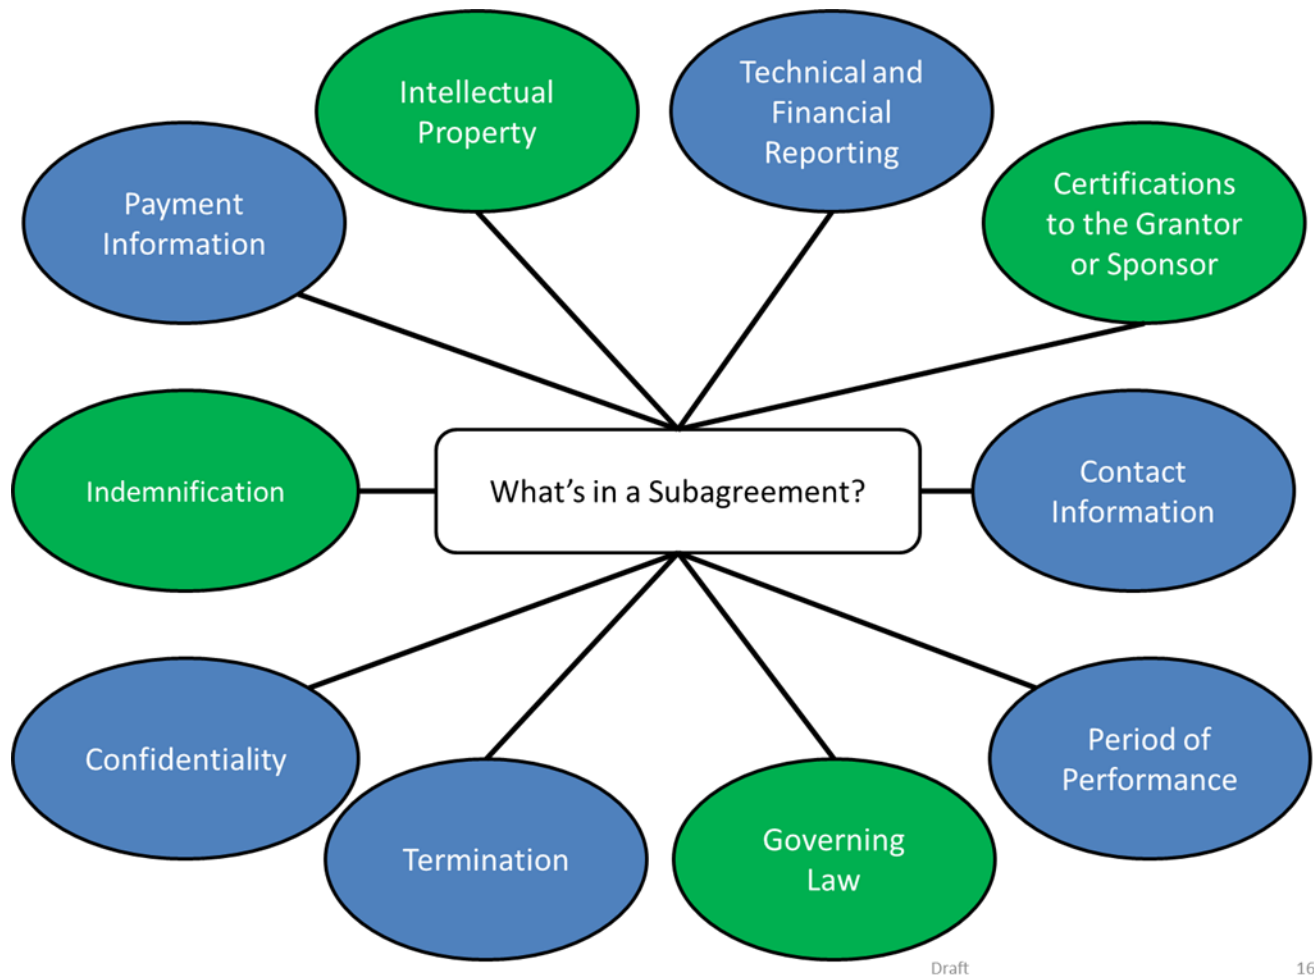 Intellectual
Property
Technical and
Financial
Reporting
Payment
Information
Certifications
to the Grantor
or Sponsor
Indemnification
What's in a Subagreement?
Contact
Information
Confidentiality
Termination
Governing
Law
Period of
Performance
Draft
16